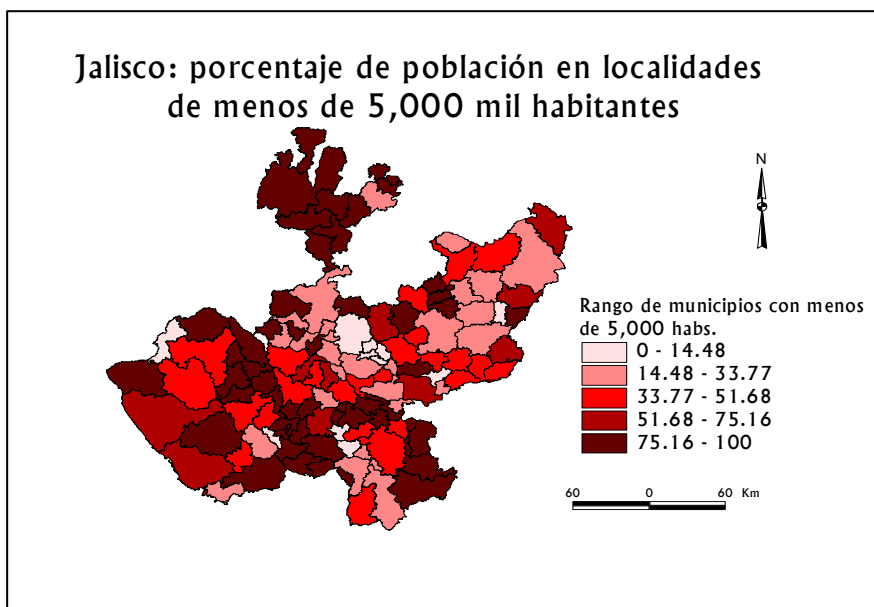 Jalisco: porcentaje de población en localidades
de menos de 5,000 mil habitantes
N
Rango de municipios con menos
de 5,000 habs.
0 - 14.48
14.48 - 33.77
33.77 - 51.68
51.68 - 75.16
75.16 - 100
60 0 60 Km